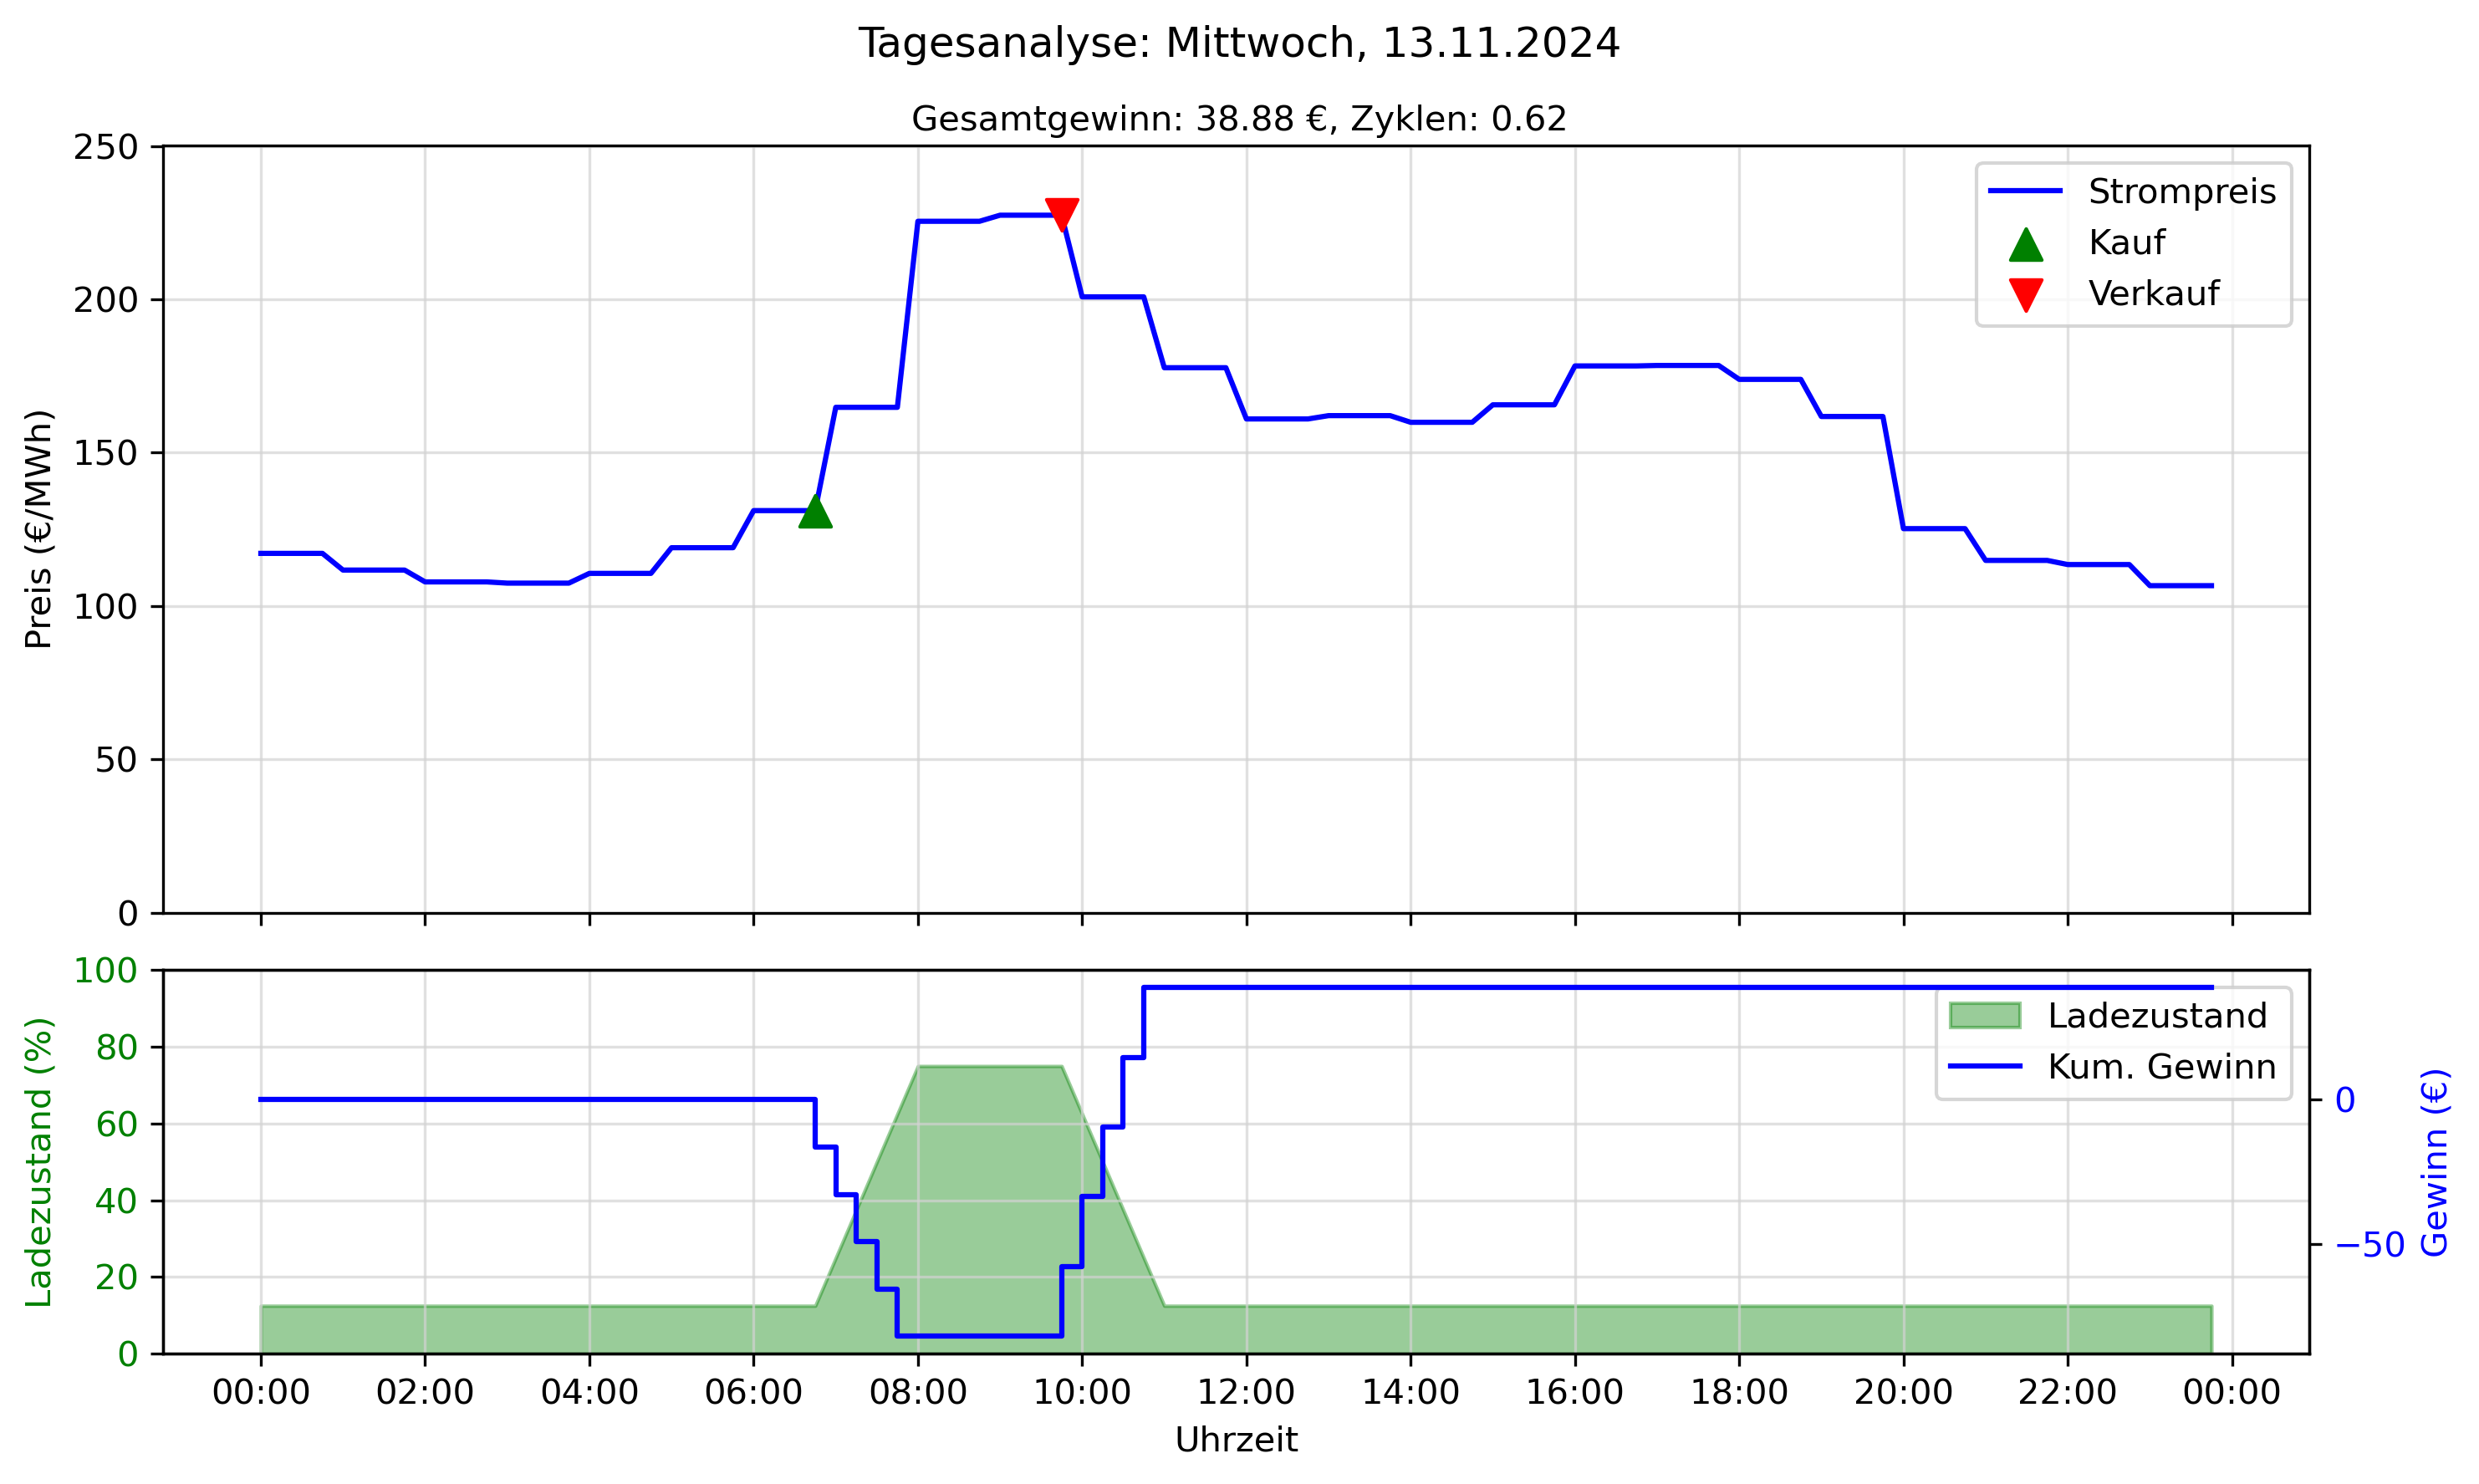 Tagesanalyse: Mittwoch, 13.11.2024
Gesamtgewinn: 38.88 €, Zyklen: 0.62
Preis (€/MWh)
250
200
150
100
50
0
Strompreis
Kauf
Verkauf
Ladezustand (%)
100
80
60
40
20
0
Ladezustand
Kum. Gewinn
0
−50
Gewinn (€)
00:00 02:00 04:00 06:00 08:00 10:00 12:00 14:00 16:00 18:00 20:00 22:00 00:00
Uhrzeit